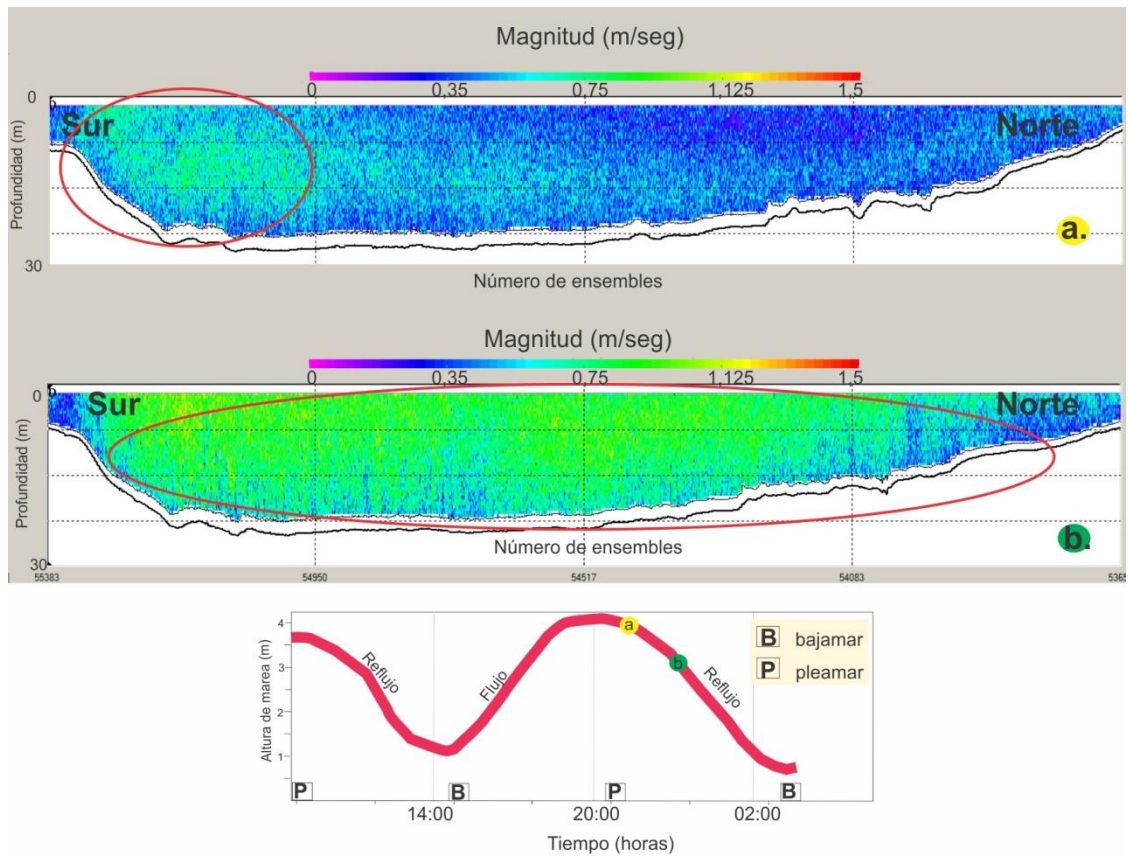 Magnitud (m/seg)
0 0,35 0,75 1,125 1,5
0
Sur Norte
Profundidad (m)
a.
30
Número de ensembles
Magnitud (m/seg)
0 0,35 0,75 1,125 1,5
0
Sur Norte
Profundidad (m)
Número de ensembles
b.
30
55383 54950 54517 54083 5365
Altura de marea (m)
4
3
2
1
Reflujo
Flujo
a
b
Reflujo
B bajamar
P pleamar
P B P B
14:00 20:00 02:00
Tiempo (horas)